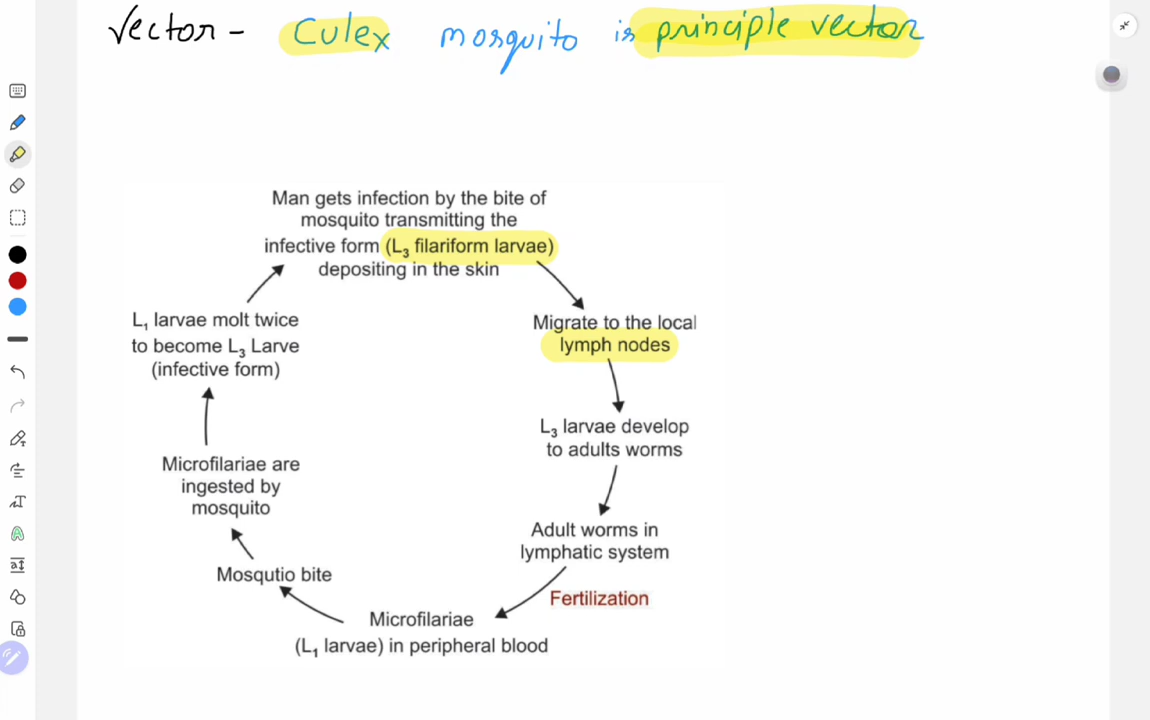 Vector - Culex mosquito is principle vector
Man gets infection by the bite of
mosquito transmitting the
infective form (L₃ filariform larvae)
depositing in the skin
Migrate to the local
lymph nodes
L₃ larvae develop
to adults worms
Adult worms in
lymphatic system
Fertilization
Microfilariae
(L₁ larvae) in peripheral blood
Mosqutio bite
Microfilariae are
ingested by
mosquito
L₁ larvae molt twice
to become L₃ Larve
(infective form)